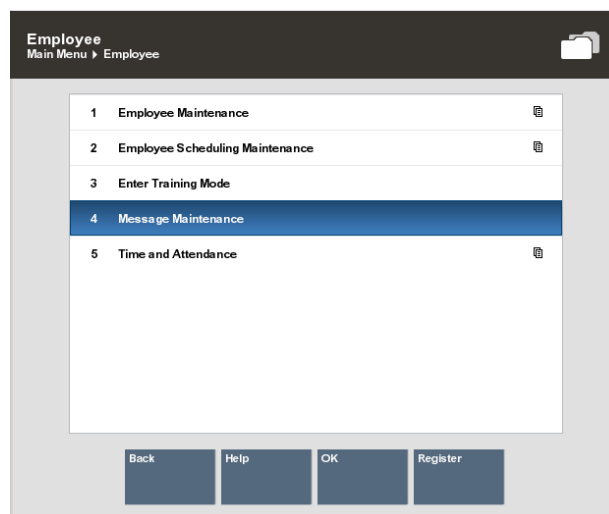 Employee
Main Menu ▸ Employee
1 Employee Maintenance
2 Employee Scheduling Maintenance
3 Enter Training Mode
4 Message Maintenance
5 Time and Attendance
Back Help OK Register